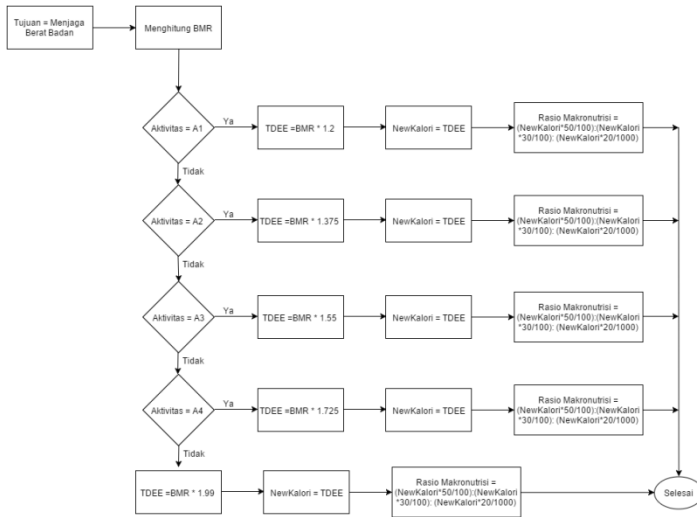 Tujuan = Menjaga
Berat Badan
Menghitung BMR
Aktivitas = A1
Ya
TDEE =BMR * 1.2
NewKalori = TDEE
Rasio Makronutrisi =
(NewKalori*50/100):(NewKalori
*30/100): (NewKalori*20/1000)
Tidak
Aktivitas = A2
Ya
TDEE =BMR * 1.375
NewKalori = TDEE
Rasio Makronutrisi =
(NewKalori*50/100):(NewKalori
*30/100): (NewKalori*20/1000)
Tidak
Aktivitas = A3
Ya
TDEE =BMR * 1.55
NewKalori = TDEE
Rasio Makronutrisi =
(NewKalori*50/100):(NewKalori
*30/100): (NewKalori*20/1000)
Tidak
Aktivitas = A4
Ya
TDEE =BMR * 1.725
NewKalori = TDEE
Rasio Makronutrisi =
(NewKalori*50/100):(NewKalori
*30/100): (NewKalori*20/1000)
Tidak
TDEE =BMR * 1.99
NewKalori = TDEE
Rasio Makronutrisi =
(NewKalori*50/100):(NewKalori
*30/100): (NewKalori*20/1000)
Selesai